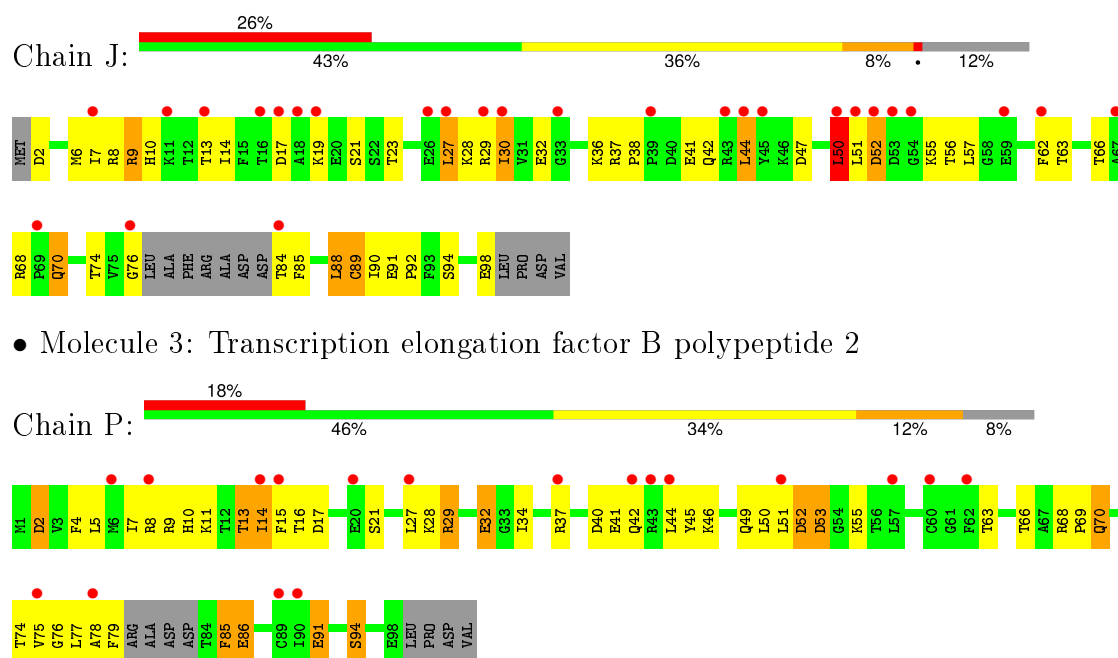 26%
Chain J:
43% 36% 8% • 12%
MET D2 M6 I7 R8 R9 H10 K11 T12 T13 I14 F15 T16 D17 A18 K19 E20 S21 S22 T23 E26 L27 K28 R29 I30 V31 E32 G33 K36 R37 P38 P39 D40 E41 Q42 R43 L44 Y45 K46 D47 L50 L51 D52 D53 G54 K55 T56 L57 G58 E59 F62 T63 T66 A67
R68 P69 Q70 T74 V75 G76 LEU ALA PHE ARG ALA ASP ASP T84 F85 L88 C89 I90 E91 P92 F93 S94 E98 LEU PRO ASP VAL
• Molecule 3: Transcription elongation factor B polypeptide 2
18%
Chain P:
46% 34% 12% 8%
M1 D2 V3 F4 L5 M6 I7 R8 R9 H10 K11 T12 T13 I14 F15 T16 D17 E20 S21 L27 K28 R29 E32 G33 I34 R37 D40 E41 Q42 R43 L44 Y45 K46 Q49 L50 L51 D52 D53 G54 K55 T56 L57 C60 G61 F62 T63 T66 A67 R68 P69 Q70
T74 V75 G76 L77 A78 F79 ARG ALA ASP ASP T84 F85 E86 C89 I90 E91 S94 E98 LEU PRO ASP VAL